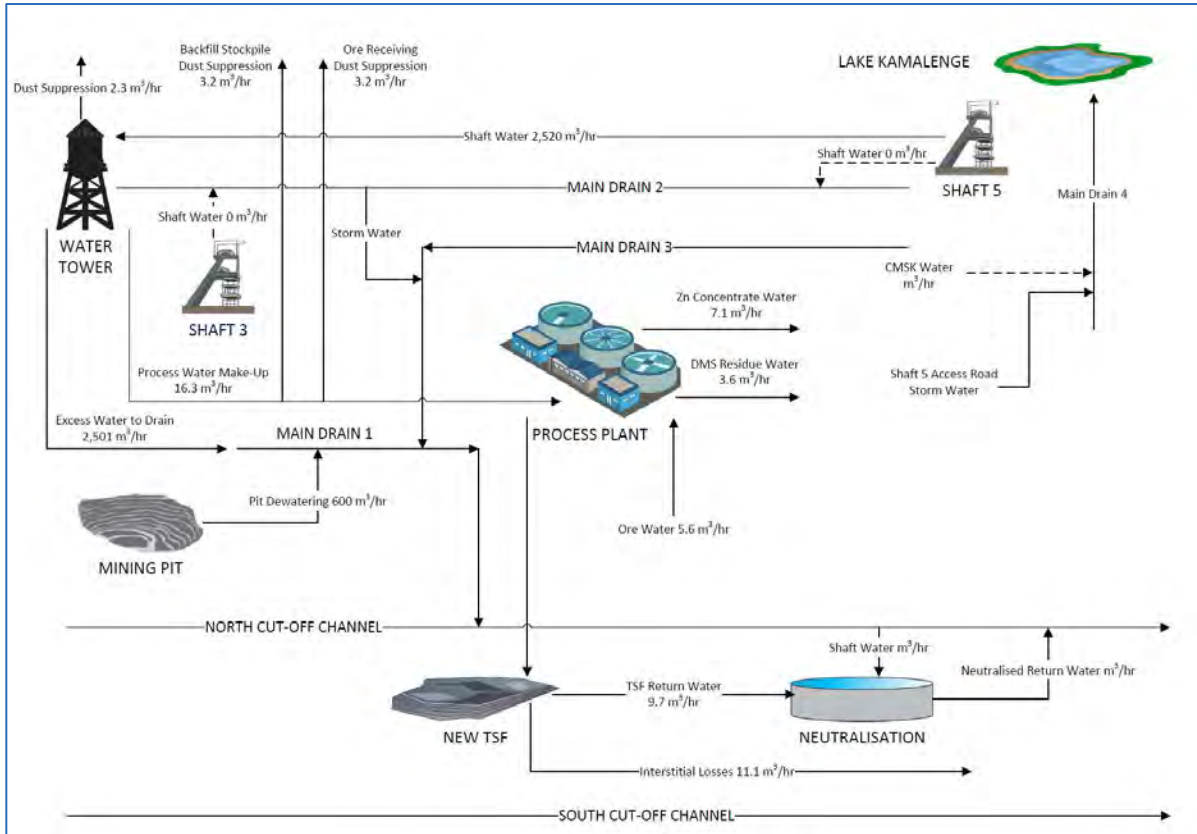 Backfill Stockpile
Dust Suppression
3.2 m³/hr
Ore Receiving
Dust Suppression
3.2 m³/hr
LAKE KAMALENGE
Dust Suppression 2.3 m³/hr
Shaft Water 2,520 m³/hr
Shaft Water 0 m³/hr
MAIN DRAIN 2
SHAFT 5
Main Drain 4
Shaft Water 0 m³/hr
Storm Water
WATER
TOWER
MAIN DRAIN 3
CMSK Water
m³/hr
SHAFT 3
Zn Concentrate Water
7.1 m³/hr
Process Water Make-Up
16.3 m³/hr
DMS Residue Water
3.6 m³/hr
Shaft 5 Access Road
Storm Water
Excess Water to Drain
2,501 m³/hr
MAIN DRAIN 1
PROCESS PLANT
Pit Dewatering 600 m³/hr
Ore Water 5.6 m³/hr
MINING PIT
NORTH CUT-OFF CHANNEL
Shaft Water m³/hr
Neutralised Return Water m³/hr
TSF Return Water
9.7 m³/hr
NEW TSF
NEUTRALISATION
Interstitial Losses 11.1 m³/hr
SOUTH CUT-OFF CHANNEL